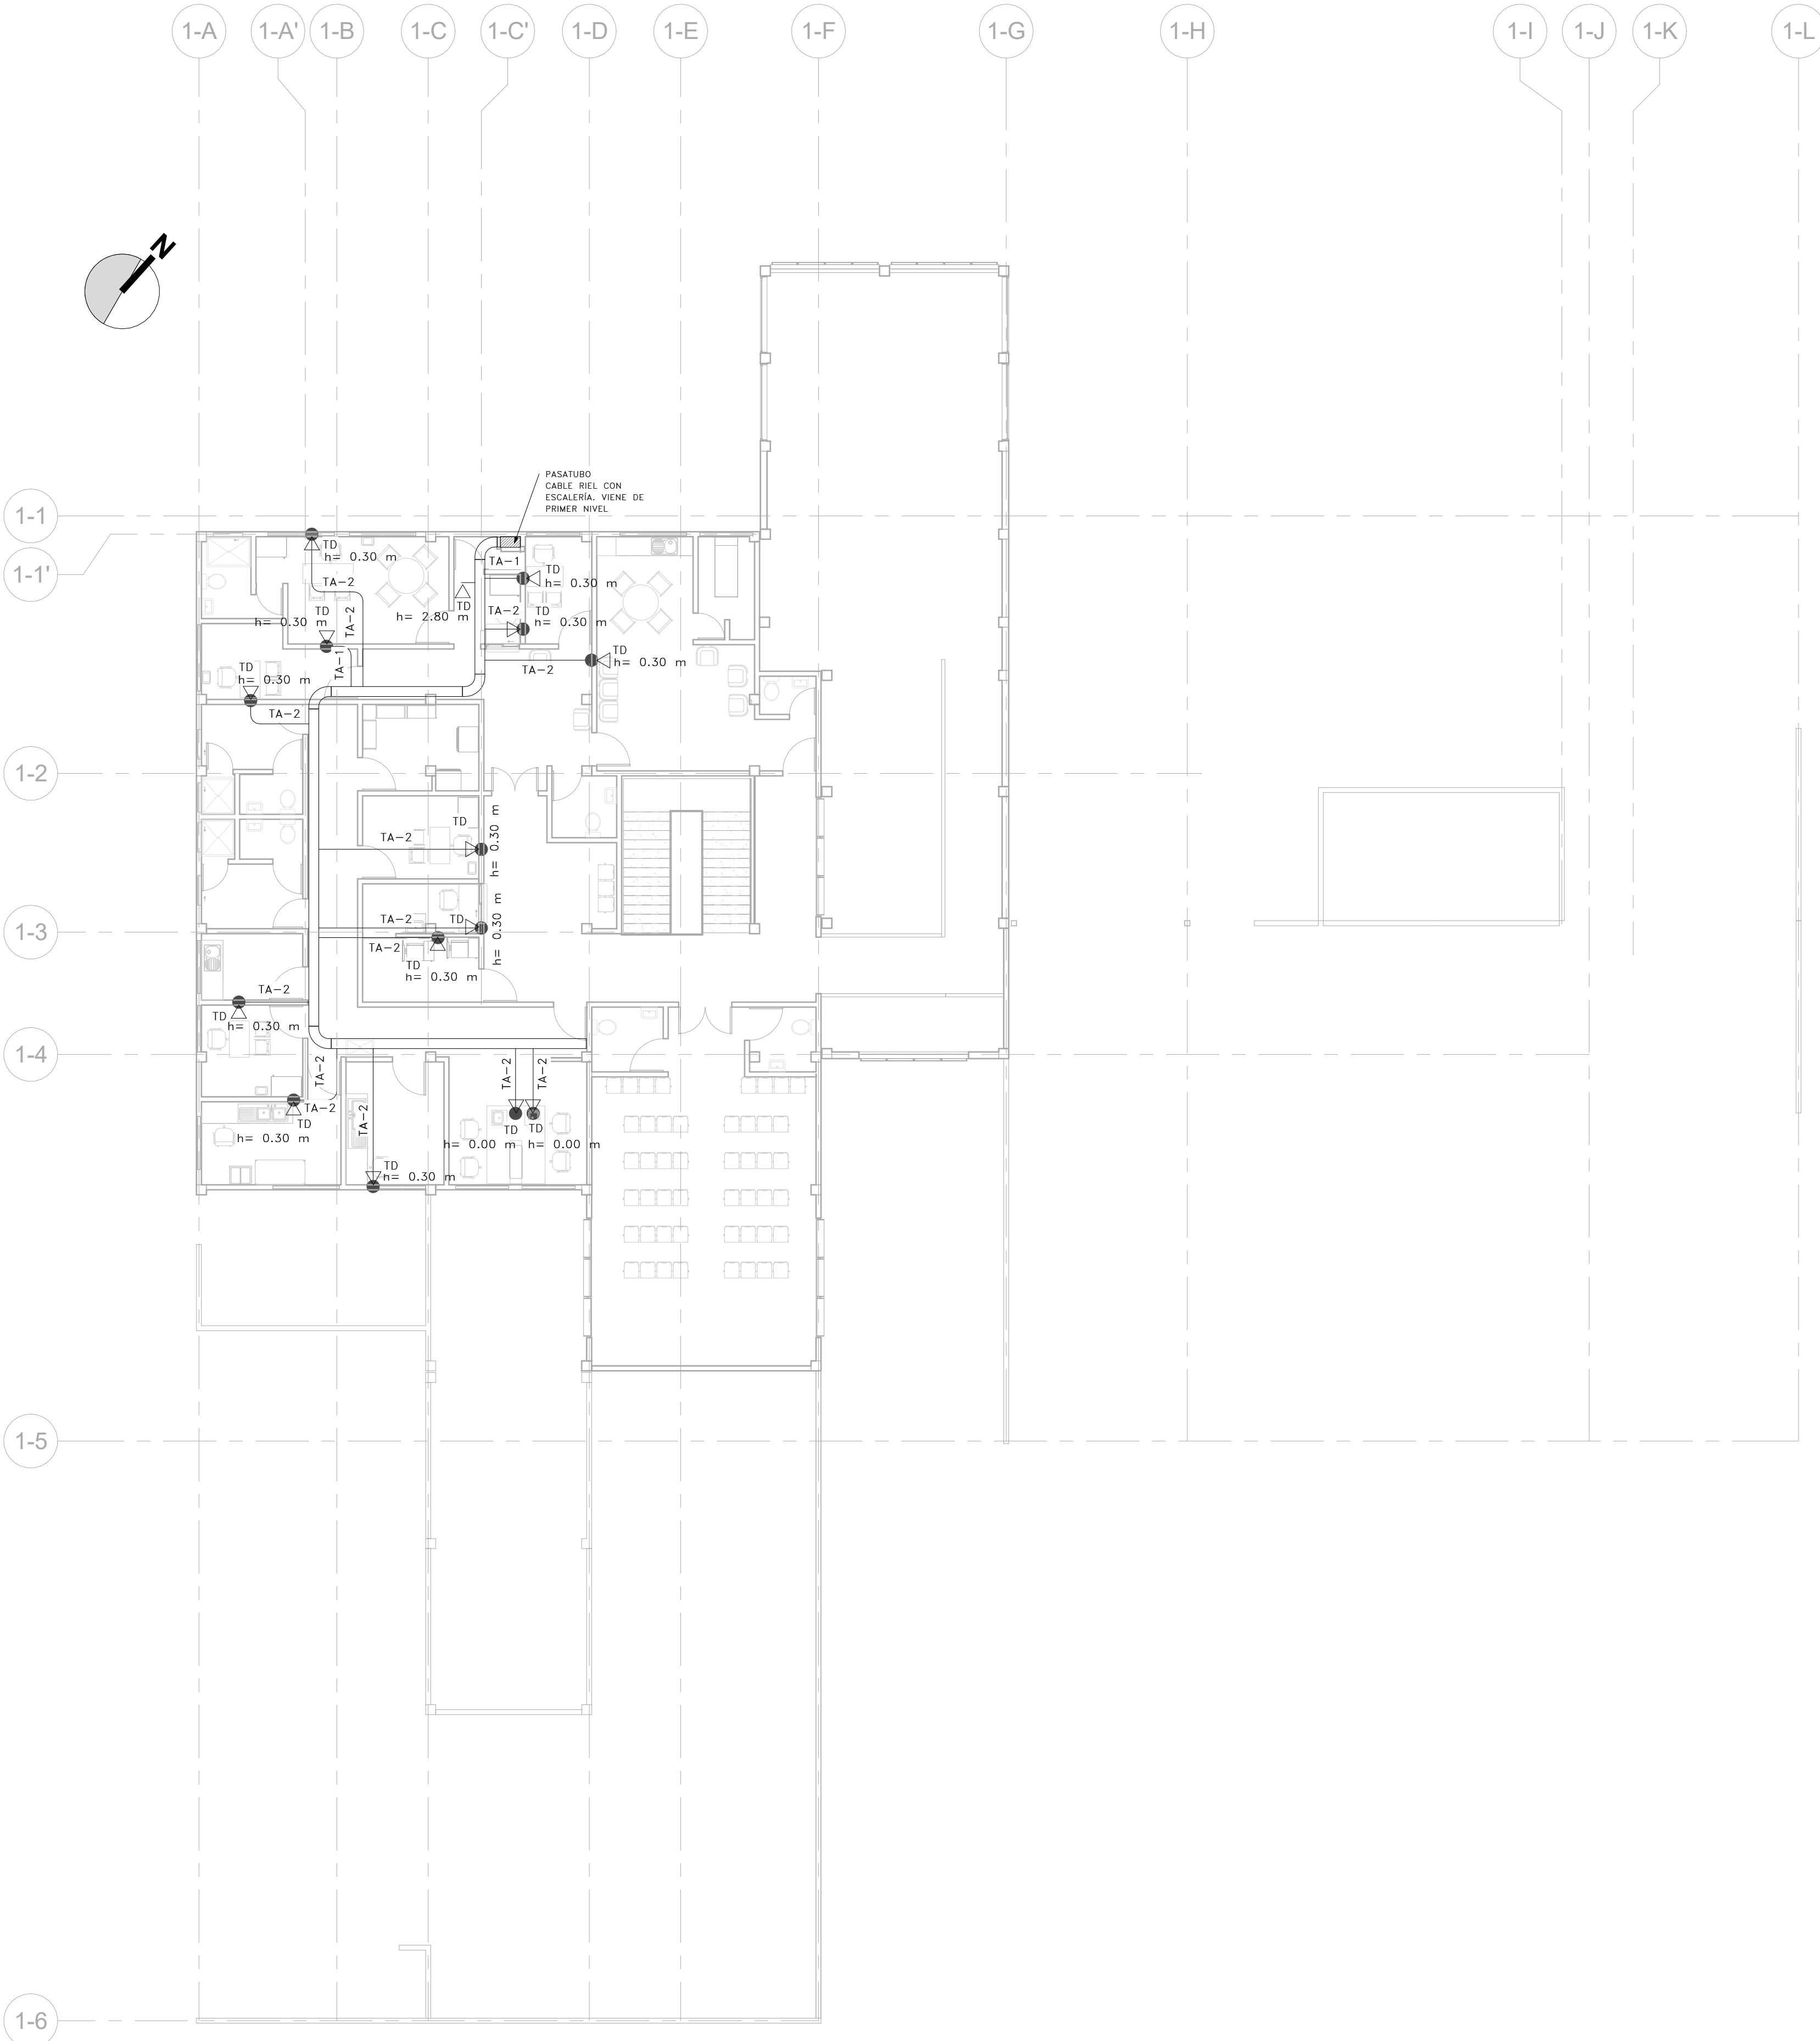 1-A
1-A'
1-B
1-C
1-C'
1-D
1-E
1-F
1-G
1-H
1-I
1-J
1-K
1-L
N
PASATUBO
CABLE RIEL CON
ESCALERÍA. VIENE DE
PRIMER NIVEL
1-1
1-1'
TD
h= 0.30 m
TA-2
TA-1
TD
h= 0.30 m
TD
h= 2.80 m
TA-2
TD
h= 0.30 m
TD
h= 0.30 m
TA-2
TA-1
TD
h= 0.30 m
TA-2
TD
h= 0.30 m
TA-2
1-2
TA-2
TD
h= 0.30 m
1-3
TA-2
TD
h= 0.30 m
TA-2
TD
h= 0.30 m
TA-2
TD
h= 0.30 m
1-4
TA-2
TA-2
TD
h= 0.30 m
TA-2
TD
h= 0.30 m
TA-2
TA-2
TD
h= 0.00 m
TD
h= 0.00 m
1-5
1-6